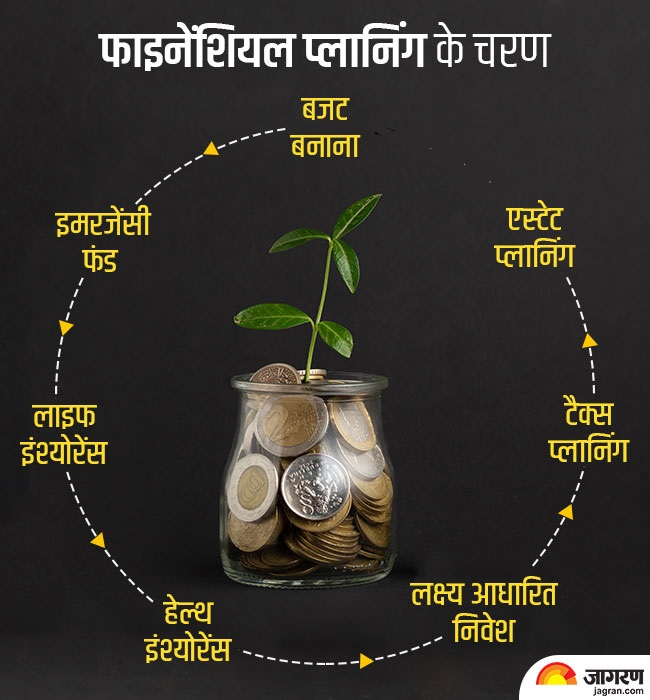 फाइनेंशियल प्लानिंग के चरण
बजट
बनाना
इमरजेंसी
फंड
लाइफ
इंश्योरेंस
हेल्थ
इंश्योरेंस
लक्ष्य आधारित
निवेश
टैक्स
प्लानिंग
एस्टेट
प्लानिंग
जागरण
jagran.com